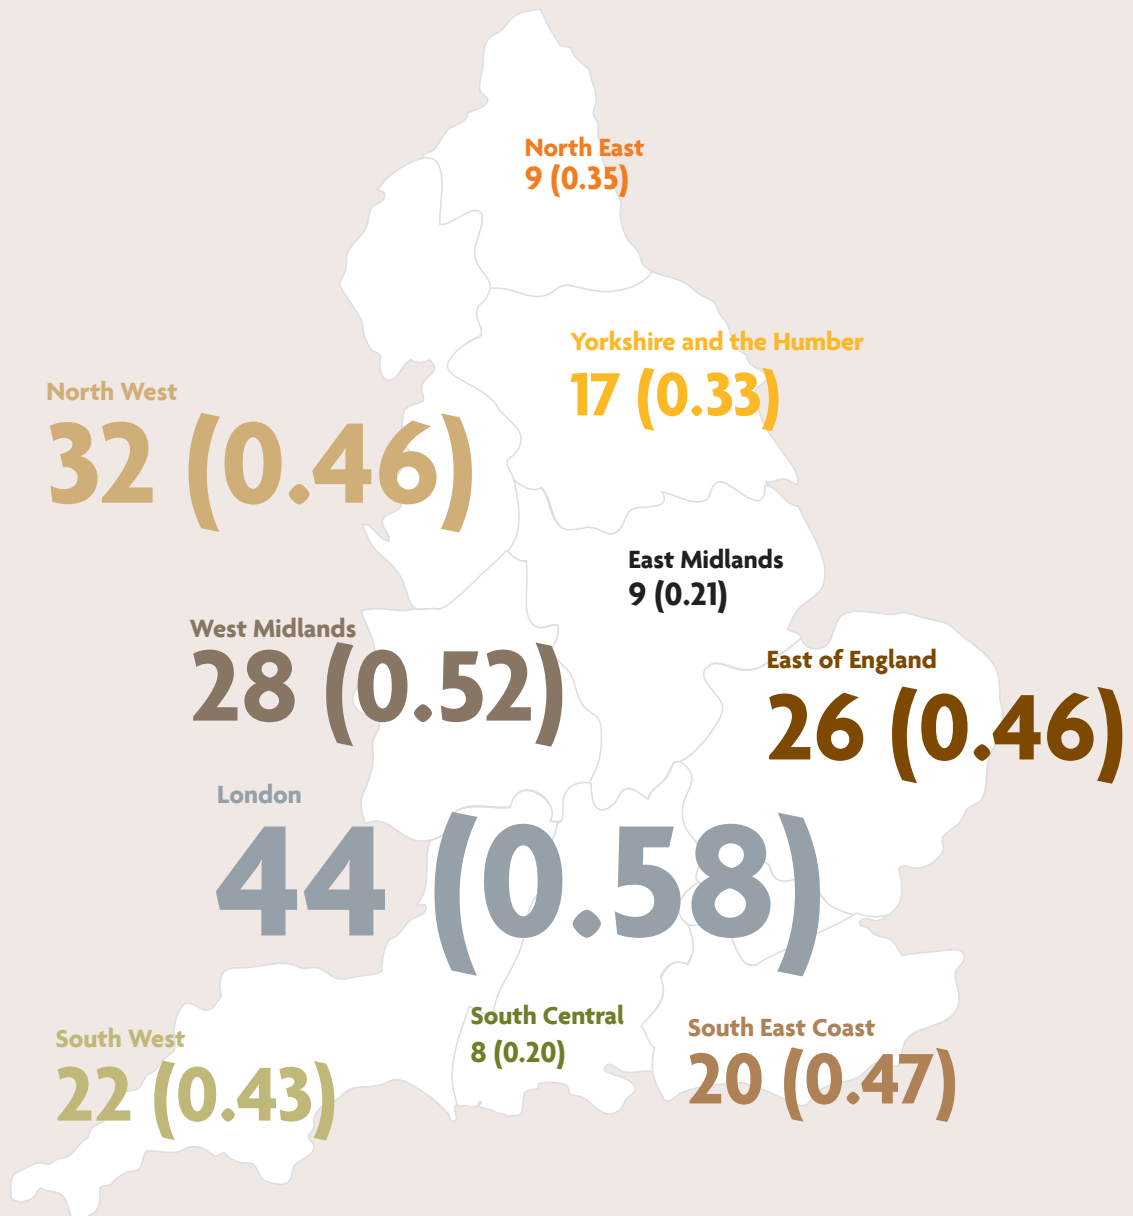 North East
9 (0.35)
Yorkshire and the Humber
17 (0.33)
North West
32 (0.46)
East Midlands
9 (0.21)
West Midlands
28 (0.52)
East of England
26 (0.46)
London
44 (0.58)
South Central
8 (0.20)
South East Coast
20 (0.47)
South West
22 (0.43)